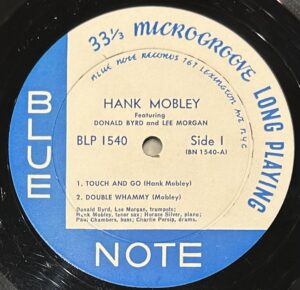 33⅓ MICROGROOVE LONG PLAYING
BLUE NOTE RECORDS 767 LEXINGTON AVE NYC
BLUE
HANK MOBLEY
Featuring
DONALD BYRD and LEE MORGAN
BLP 1540 Side 1
(BN 1540-A)
1. TOUCH AND GO (Hank Mobley)
2. DOUBLE WHAMMY (Mobley)
Donald Byrd, Lee Morgan, trumpets;
Hank Mobley, tenor sax; Horace Silver, piano;
Paul Chambers, bass; Charlie Persip, drums.
NOTE